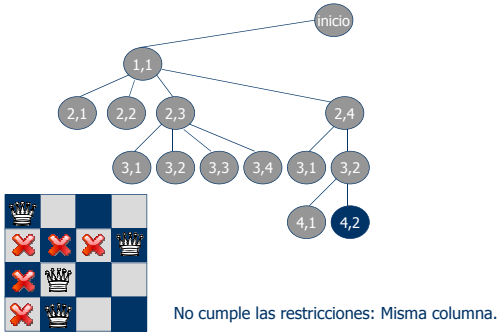 inicio
1,1
2,1 2,2 2,3 2,4
3,1 3,2 3,3 3,4 3,1 3,2
4,1 4,2
No cumple las restricciones: Misma columna.